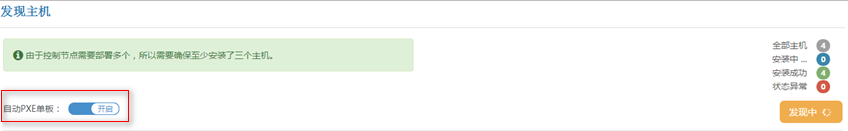 发现主机
由于控制节点需要部署多个，所以需要确保至少安装了三个主机。
全部主机 4
安装中 ... 0
安装成功 4
状态异常 0
自动PXE单板： 开启
发现中